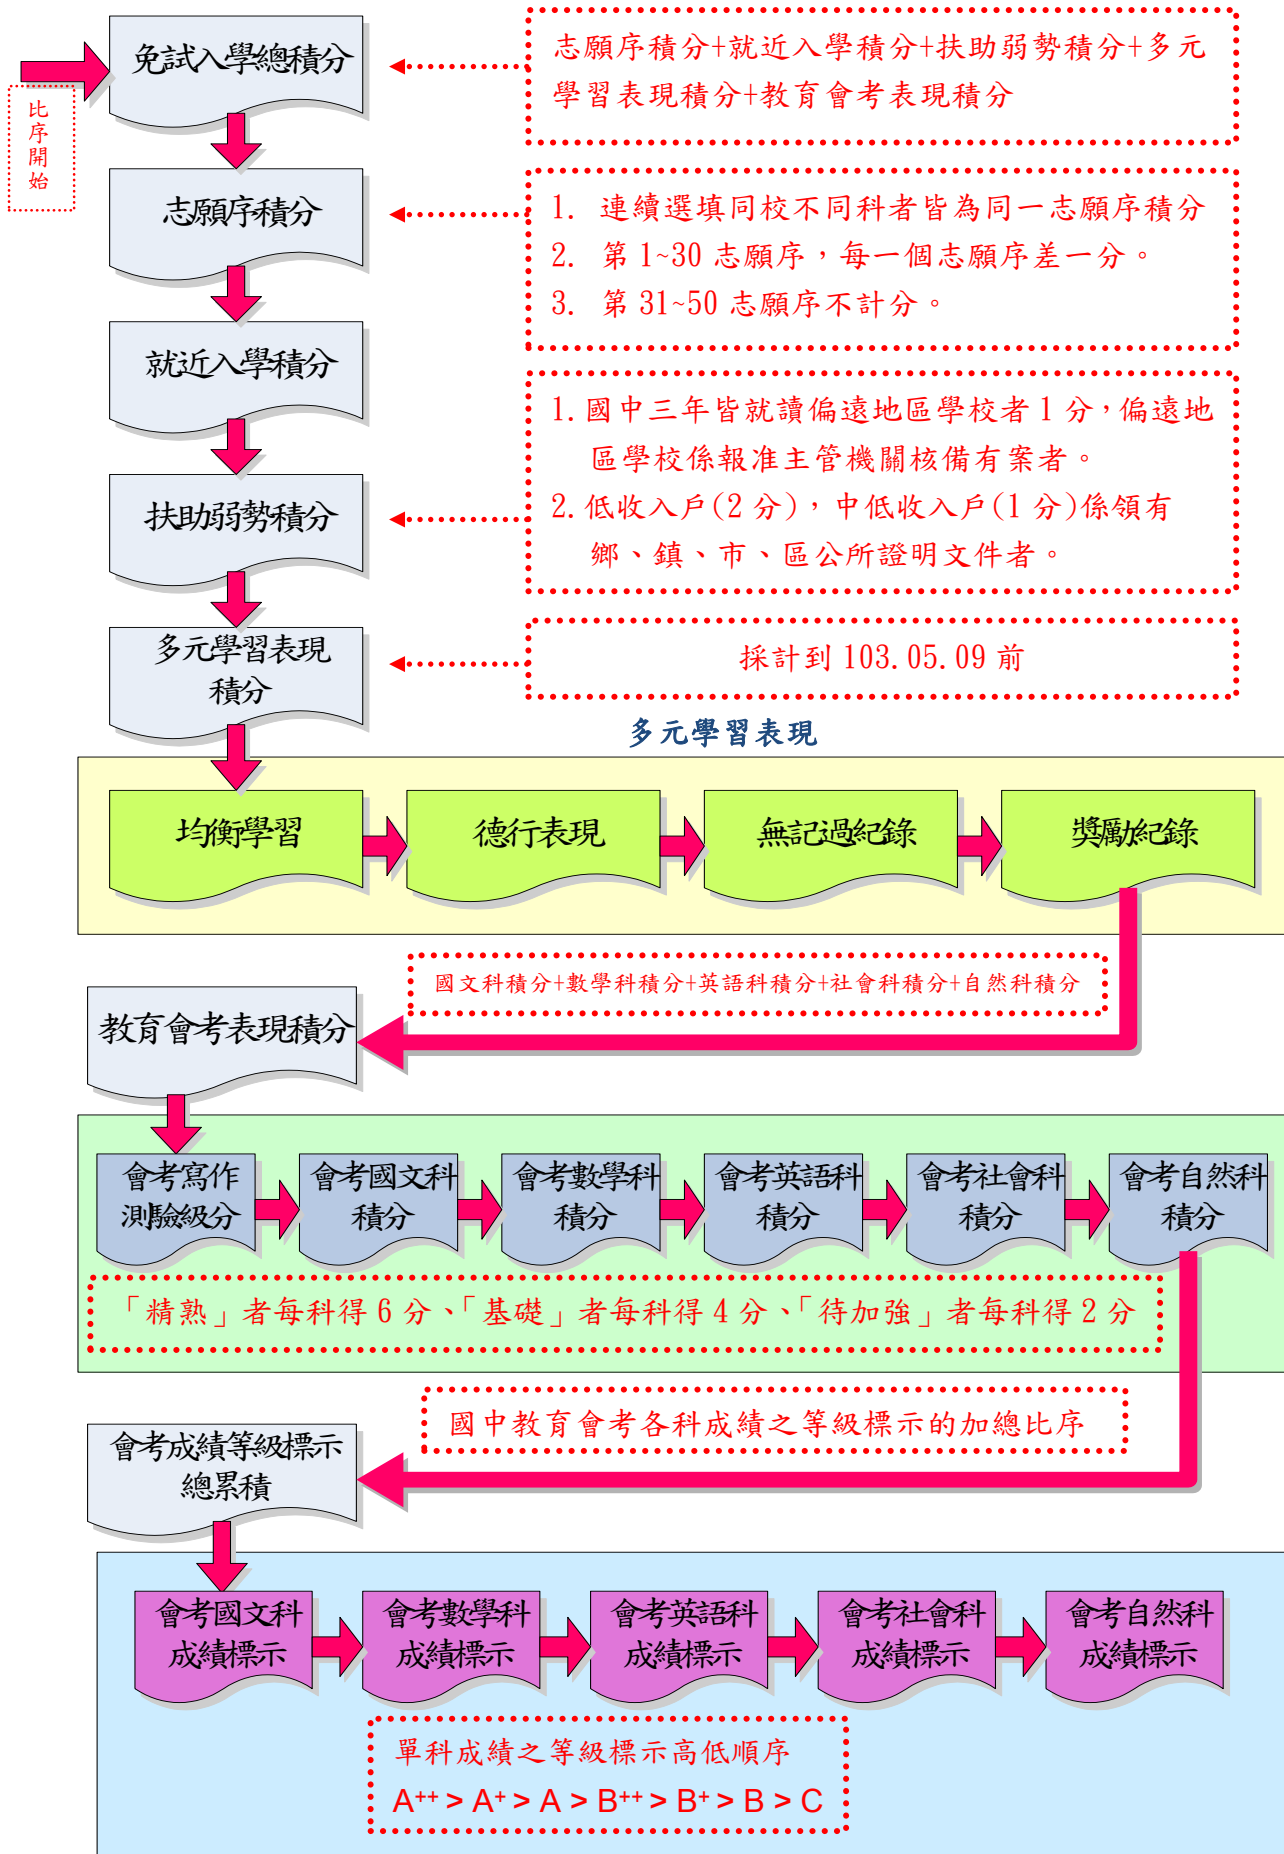 比序開始
免試入學總積分
志願序積分+就近入學積分+扶助弱勢積分+多元
學習表現積分+教育會考表現積分
志願序積分
1. 連續選填同校不同科者皆為同一志願序積分
2. 第 1~30 志願序，每一個志願序差一分。
3. 第 31~50 志願序不計分。
就近入學積分
扶助弱勢積分
1. 國中三年皆就讀偏遠地區學校者 1 分，偏遠地
區學校係報准主管機關核備有案者。
2. 低收入戶(2 分)，中低收入戶(1 分)係領有
鄉、鎮、市、區公所證明文件者。
多元學習表現
積分
採計到 103.05.09 前
多元學習表現
均衡學習
德行表現
無記過紀錄
獎勵紀錄
國文科積分+數學科積分+英語科積分+社會科積分+自然科積分
教育會考表現積分
會考寫作
測驗級分
會考國文科
積分
會考數學科
積分
會考英語科
積分
會考社會科
積分
會考自然科
積分
「精熟」者每科得 6 分、「基礎」者每科得 4 分、「待加強」者每科得 2 分
國中教育會考各科成績之等級標示的加總比序
會考成績等級標示
總累積
會考國文科
成績標示
會考數學科
成績標示
會考英語科
成績標示
會考社會科
成績標示
會考自然科
成績標示
單科成績之等級標示高低順序
A⁺⁺ > A⁺ > A > B⁺⁺ > B⁺ > B > C